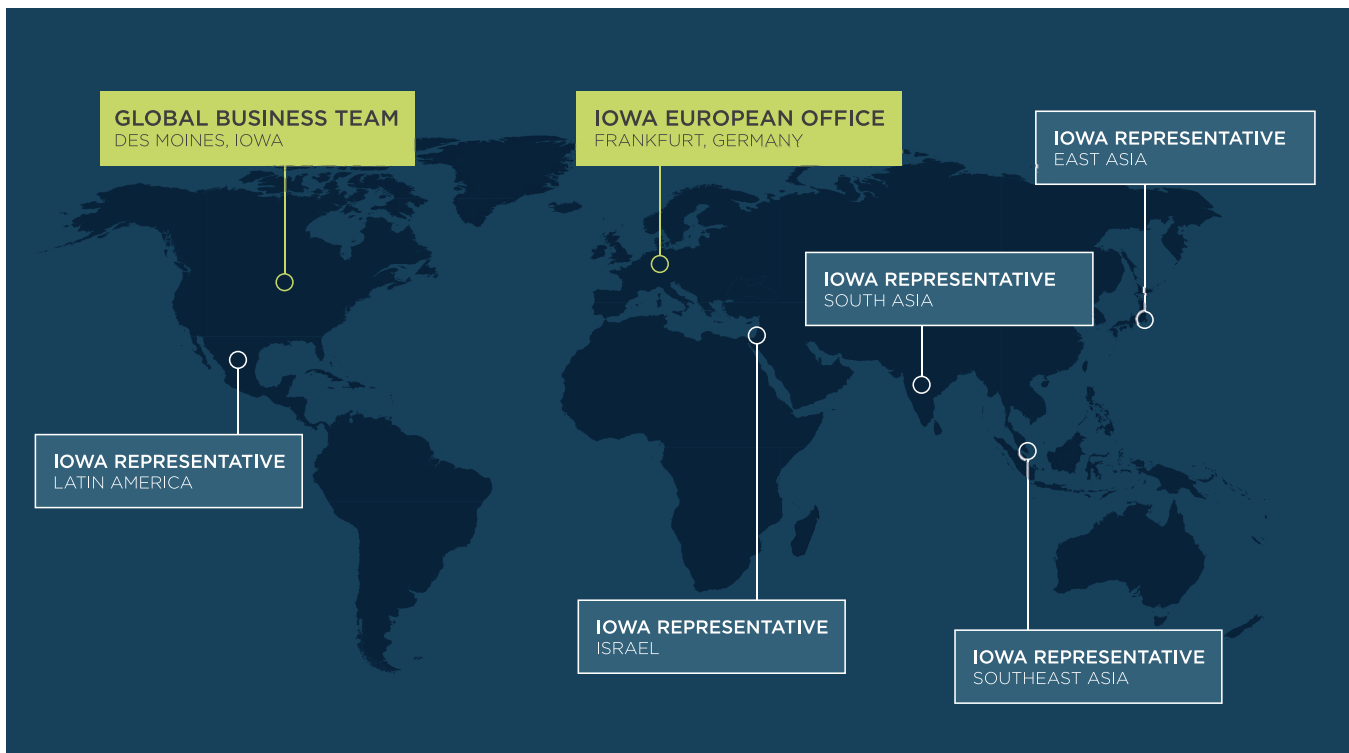 GLOBAL BUSINESS TEAM
DES MOINES, IOWA
IOWA EUROPEAN OFFICE
FRANKFURT, GERMANY
IOWA REPRESENTATIVE
EAST ASIA
IOWA REPRESENTATIVE
SOUTH ASIA
IOWA REPRESENTATIVE
LATIN AMERICA
IOWA REPRESENTATIVE
ISRAEL
IOWA REPRESENTATIVE
SOUTHEAST ASIA